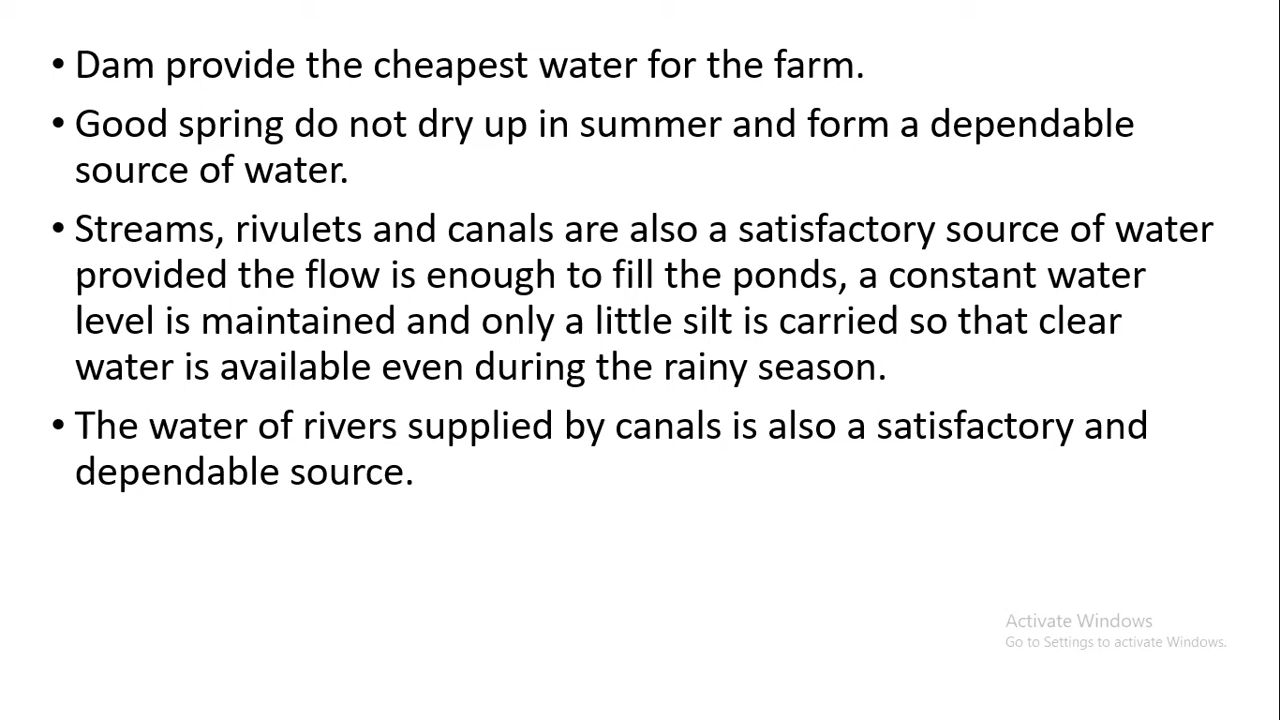 • Dam provide the cheapest water for the farm.
• Good spring do not dry up in summer and form a dependable
source of water.
• Streams, rivulets and canals are also a satisfactory source of water
provided the flow is enough to fill the ponds, a constant water
level is maintained and only a little silt is carried so that clear
water is available even during the rainy season.
• The water of rivers supplied by canals is also a satisfactory and
dependable source.
Activate Windows
Go to Settings to activate Windows.